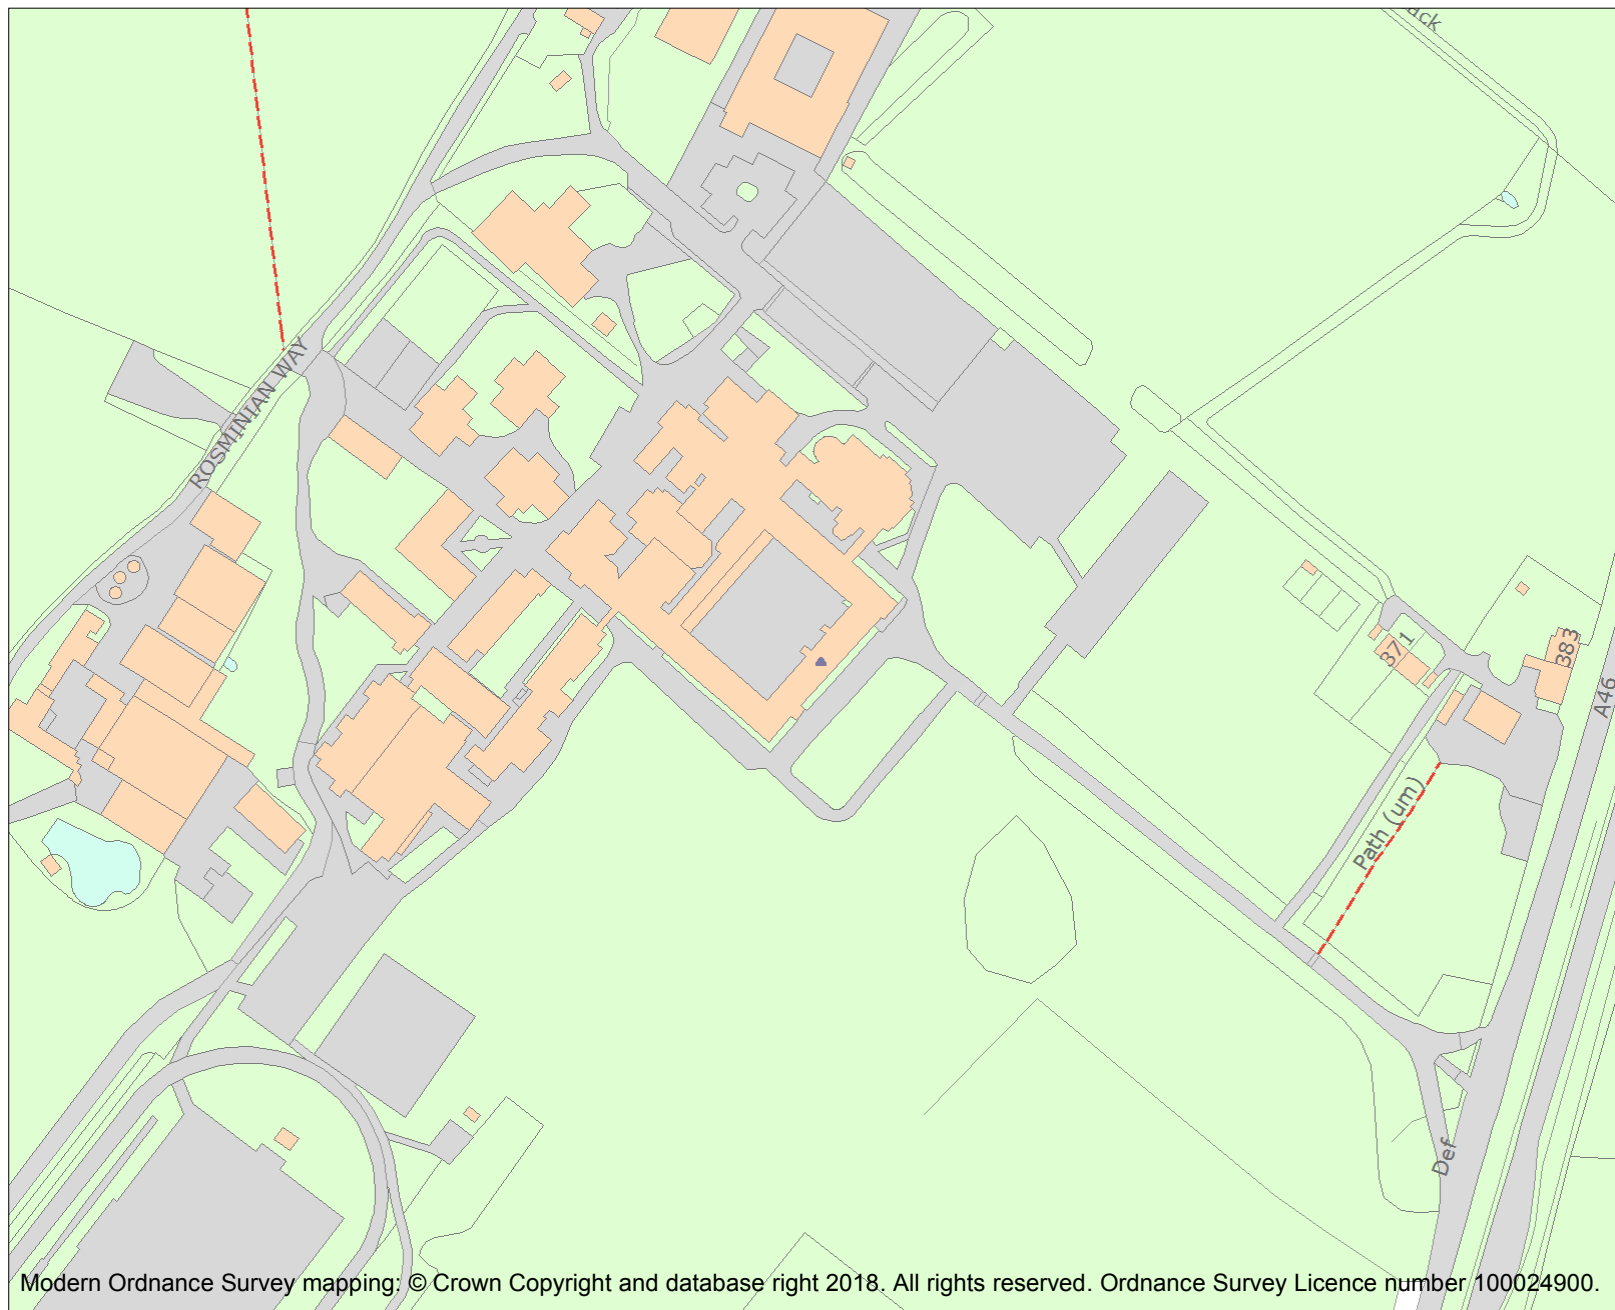 ack
ROSMINIAN WAY
371
383
A46
Path (um)
Def
Modern Ordnance Survey mapping: © Crown Copyright and database right 2018. All rights reserved. Ordnance Survey Licence number 100024900.